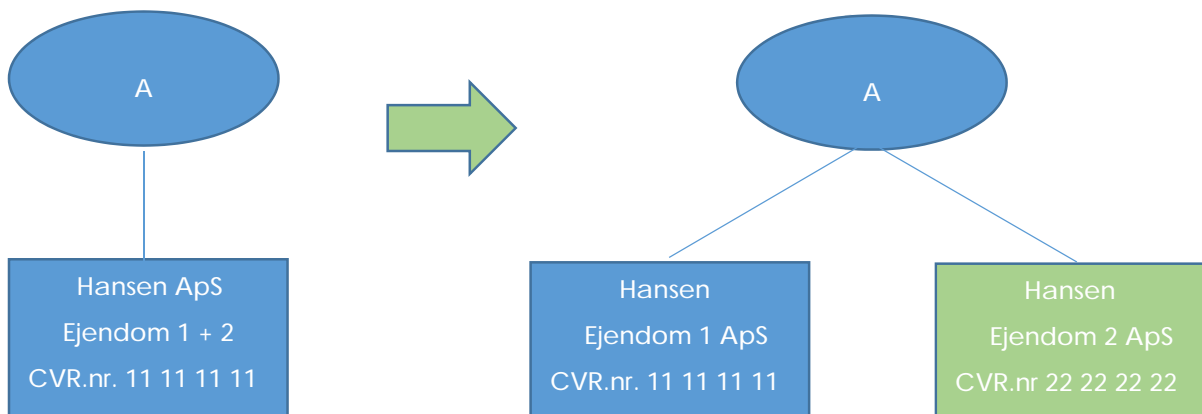 A
A
Hansen ApS
Ejendom 1 + 2
CVR.nr. 11 11 11 11
Hansen
Ejendom 1 ApS
CVR.nr. 11 11 11 11
Hansen
Ejendom 2 ApS
CVR.nr 22 22 22 22